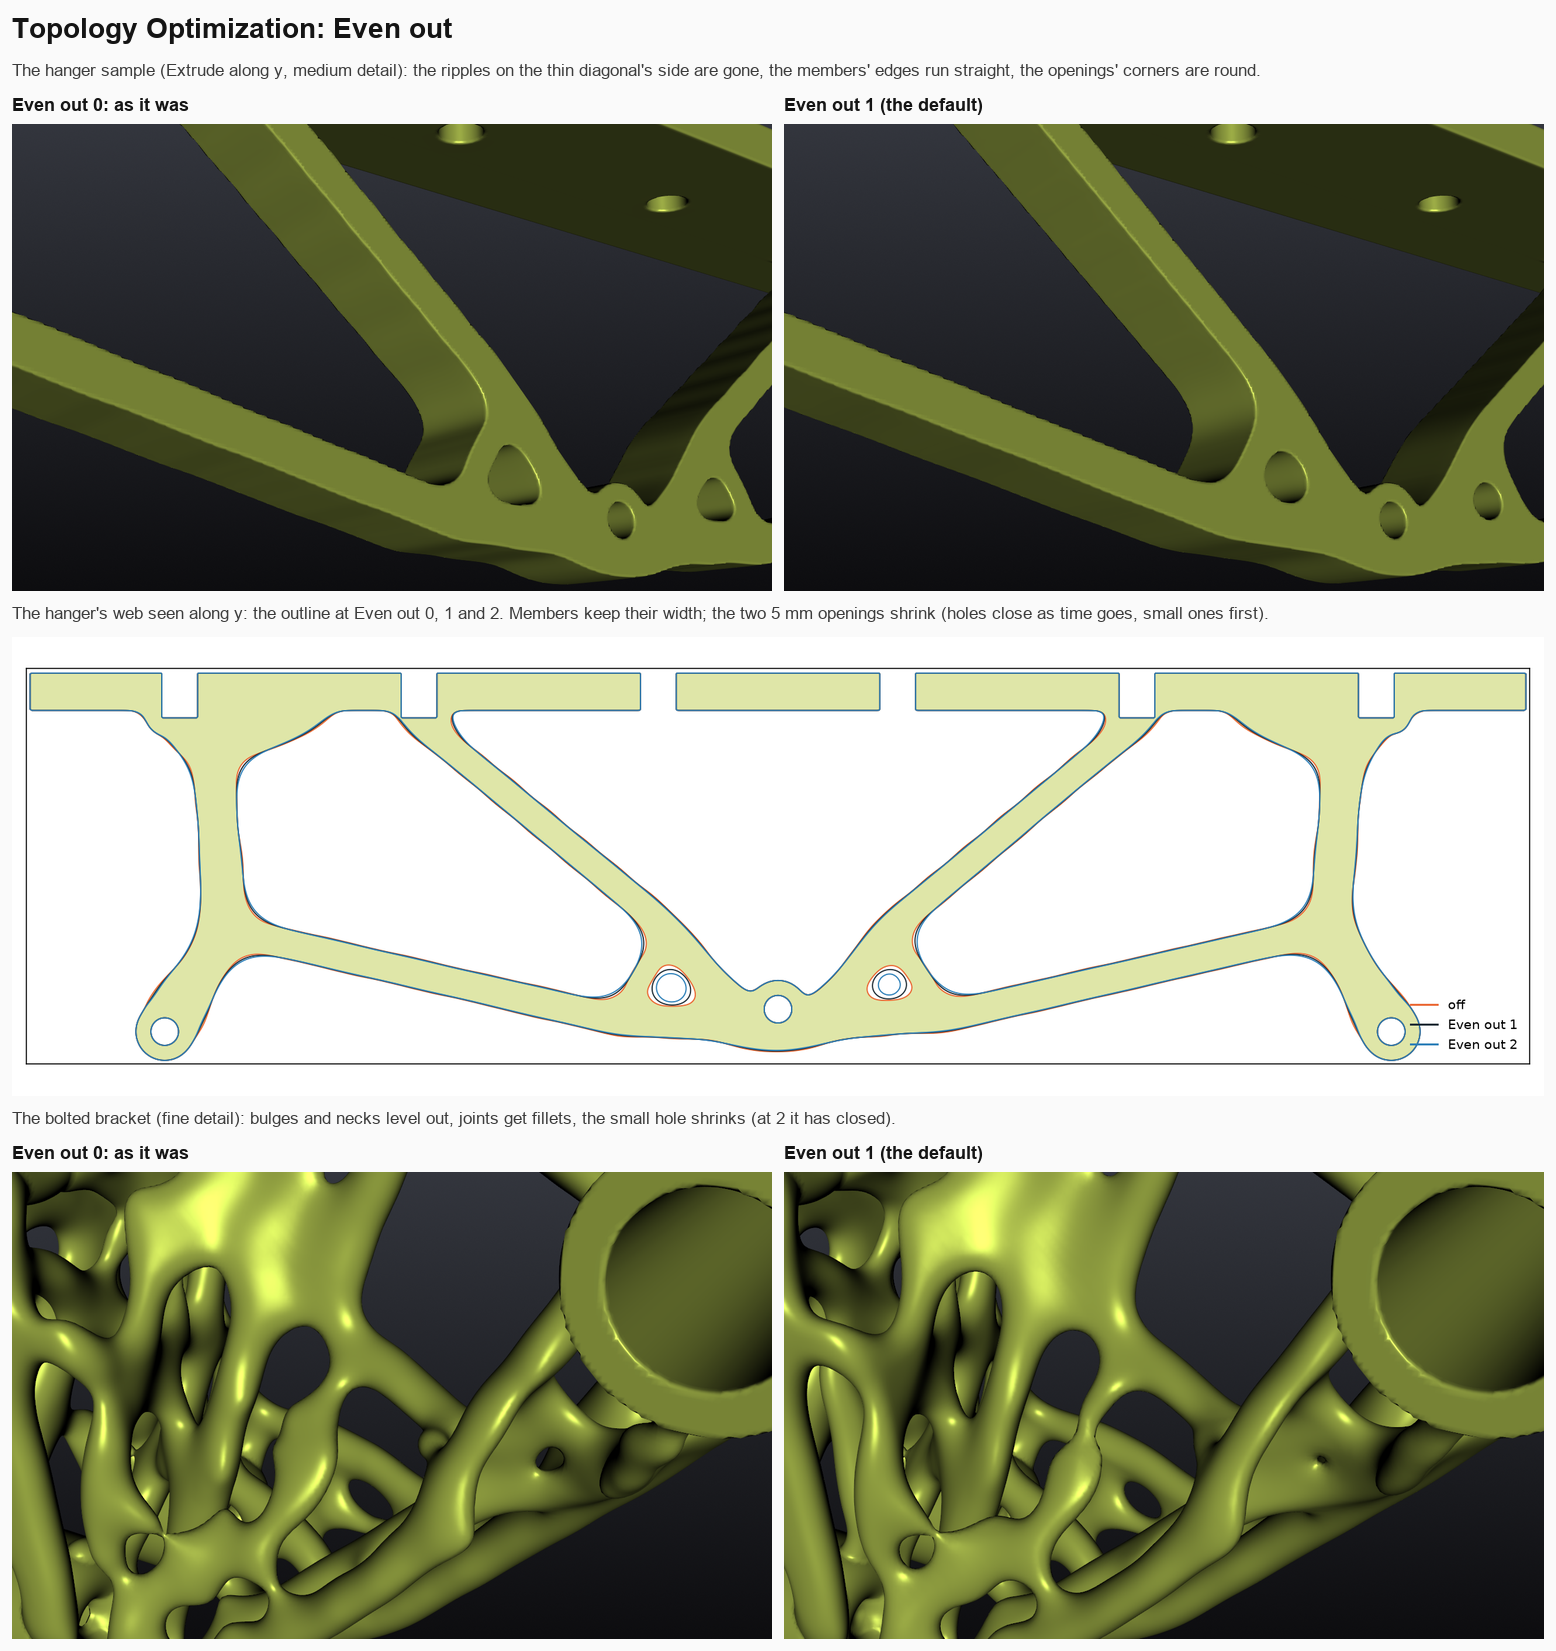 Topology Optimization: Even out
The hanger sample (Extrude along y, medium detail): the ripples on the thin diagonal's side are gone, the members' edges run straight, the openings' corners are round.
Even out 0: as it was
Even out 1 (the default)
The hanger's web seen along y: the outline at Even out 0, 1 and 2. Members keep their width; the two 5 mm openings shrink (holes close as time goes, small ones first).
off
Even out 1
Even out 2
The bolted bracket (fine detail): bulges and necks level out, joints get fillets, the small hole shrinks (at 2 it has closed).
Even out 0: as it was
Even out 1 (the default)